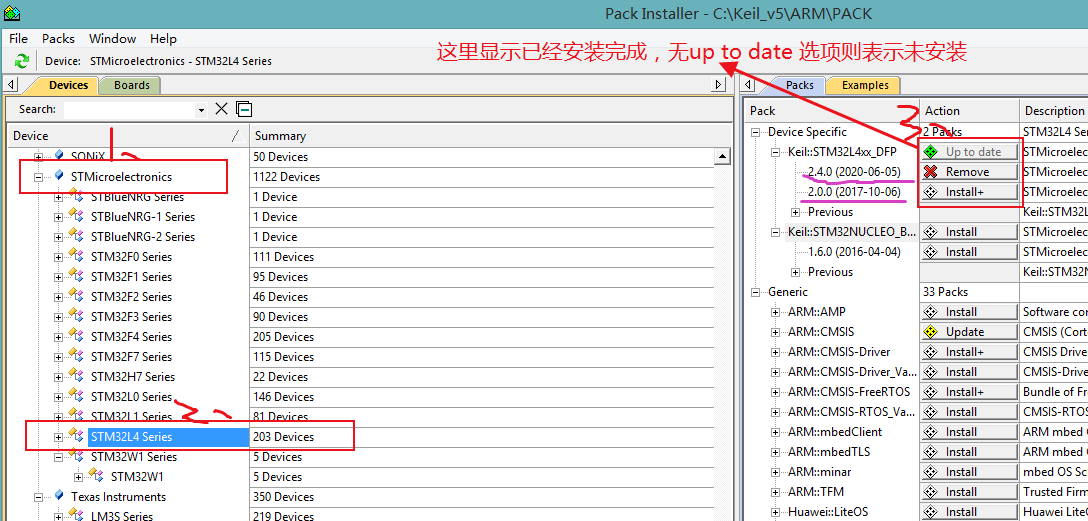 Pack Installer - C:\Keil_v5\ARM\PACK
File Packs Window Help
这里显示已经安装完成，无up to date 选项则表示未安装
Device: STMicroelectronics - STM32L4 Series
Devices Boards
Packs Examples
Search:
Device Summary
SONiX 50 Devices
STMicroelectronics 1122 Devices
STBlueNRG Series 1 Device
STBlueNRG-1 Series 1 Device
STBlueNRG-2 Series 1 Device
STM32F0 Series 111 Devices
STM32F1 Series 95 Devices
STM32F2 Series 46 Devices
STM32F3 Series 90 Devices
STM32F4 Series 205 Devices
STM32F7 Series 115 Devices
STM32H7 Series 22 Devices
STM32L0 Series 146 Devices
STM32L1 Series 81 Devices
STM32L4 Series 203 Devices
STM32W1 Series 5 Devices
STM32W1 5 Devices
Texas Instruments 350 Devices
LM3S Series 219 Devices
Pack Action Description
Device Specific 2 Packs STM32L4 Series
Keil::STM32L4xx_DFP Up to date STMicroelec
2.4.0 (2020-06-05) Remove STMicroelec
2.0.0 (2017-10-06) Install+ STMicroelec
Previous Keil::STM32L
Keil::STM32NUCLEO_B... Install STMicroelec
1.6.0 (2016-04-04) Install STMicroelec
Previous Keil::STM32N
Generic 33 Packs
ARM::AMP Install Software cor
ARM::CMSIS Update CMSIS (Cort
ARM::CMSIS-Driver Install+ CMSIS Driver
ARM::CMSIS-Driver_Va... Install CMSIS-Drive
ARM::CMSIS-FreeRTOS Install+ Bundle of Fr
ARM::CMSIS-RTOS_Va... Install CMSIS-RTOS
ARM::mbedClient Install ARM mbed
ARM::mbedTLS Install ARM mbed
ARM::minar Install mbed OS Sc
ARM::TFM Install Trusted Firm
Huawei::LiteOS Install Huawei LiteO